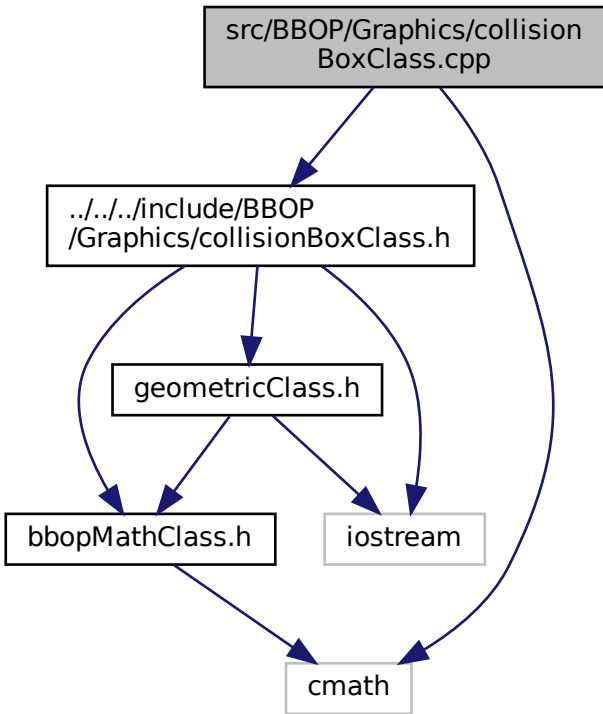 src/BBOP/Graphics/collision
BoxClass.cpp
../../../include/BBOP
/Graphics/collisionBoxClass.h
geometricClass.h
bbopMathClass.h
iostream
cmath